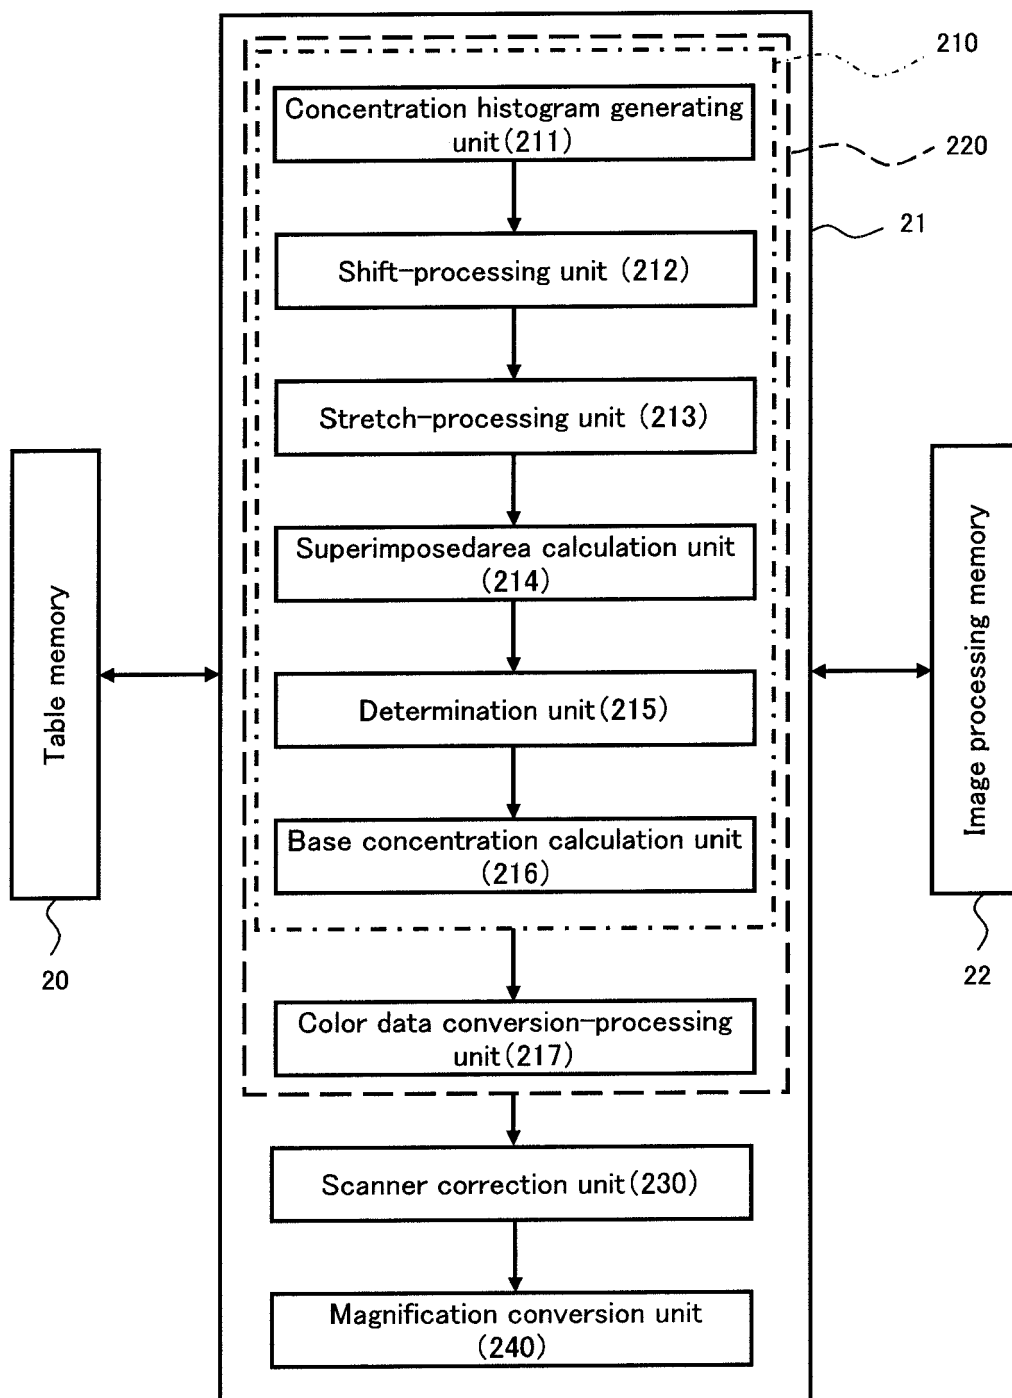 210
Concentration histogram generating
unit(211)
220
21
Shift-processing unit (212)
Stretch-processing unit (213)
Superimposedarea calculation unit
(214)
Table memory
Image processing memory
Determination unit(215)
Base concentration calculation unit
(216)
20
22
Color data conversion-processing
unit(217)
Scanner correction unit(230)
Magnification conversion unit
(240)